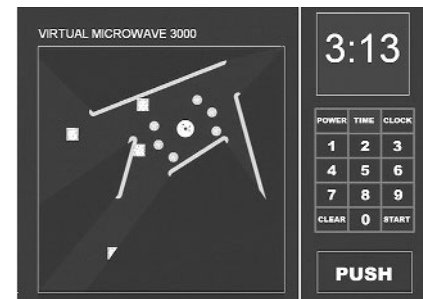 VIRTUAL MICROWAVE 3000
3:13
POWER TIME CLOCK
1 2 3
4 5 6
7 8 9
CLEAR 0 START
PUSH